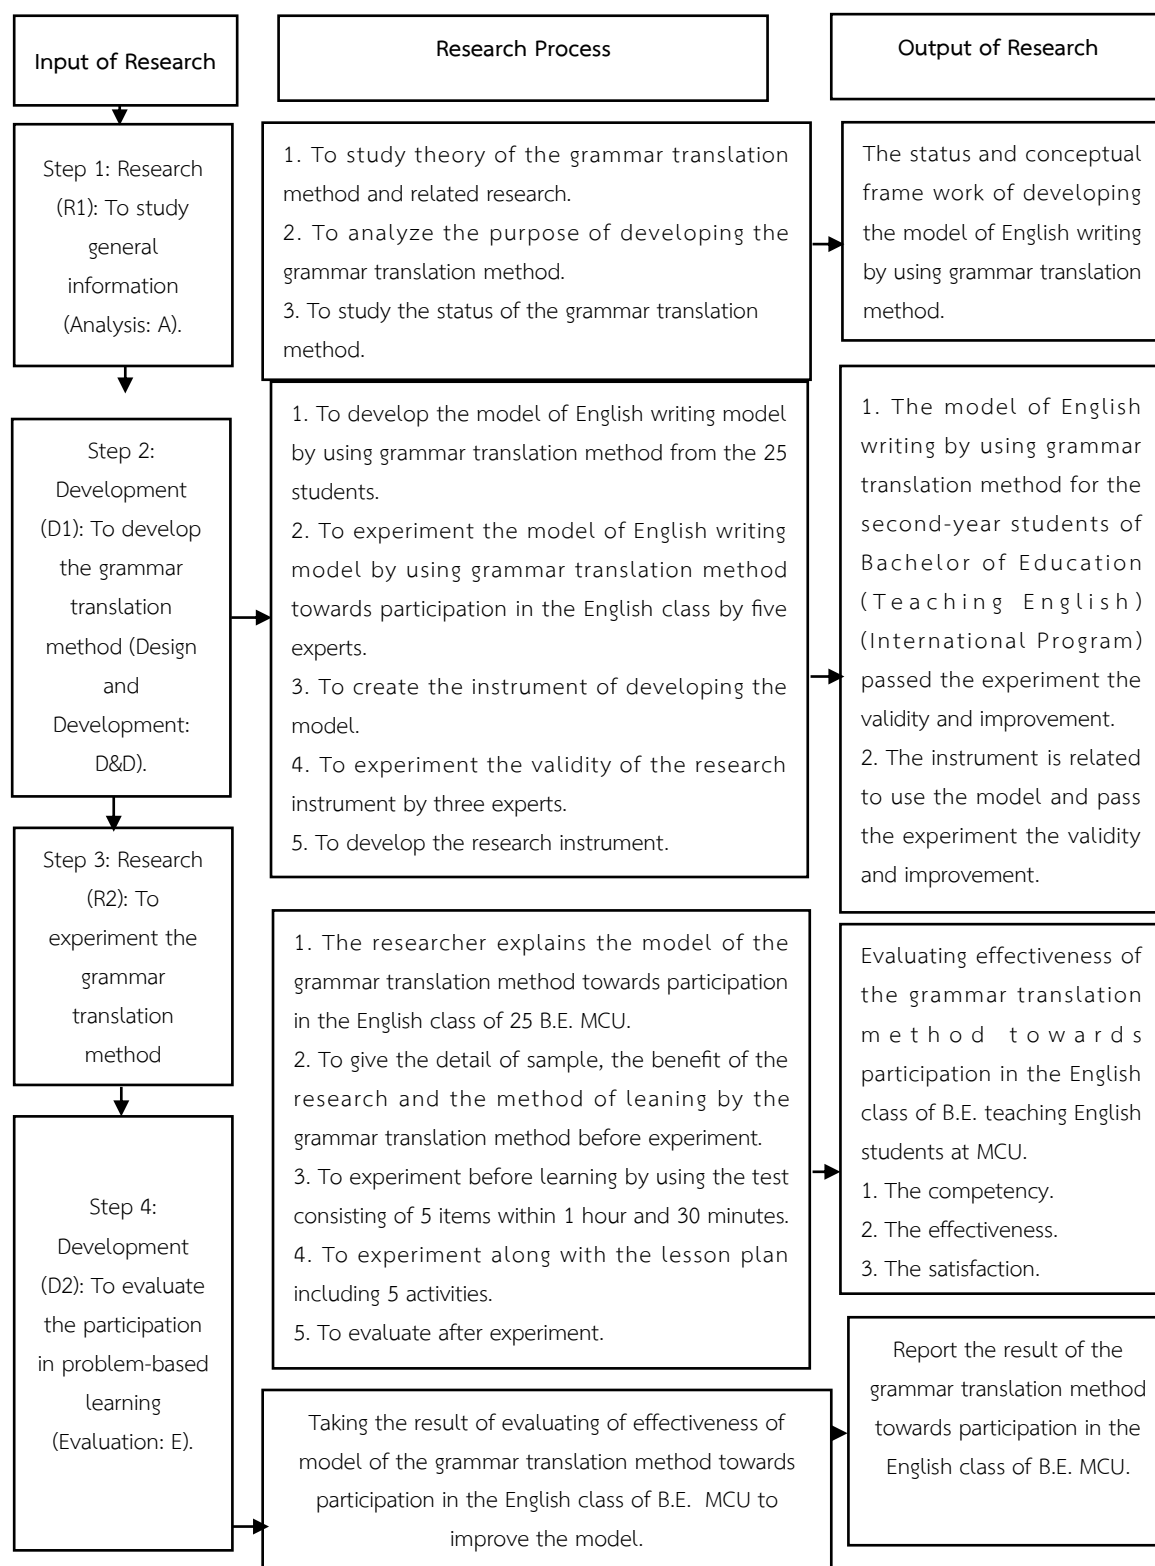 Input of Research
Research Process
Output of Research
Step 1: Research
(R1): To study
general
information
(Analysis: A).
1. To study theory of the grammar translation
method and related research.
2. To analyze the purpose of developing the
grammar translation method.
3. To study the status of the grammar translation
method.
The status and conceptual
frame work of developing
the model of English writing
by using grammar translation
method.
Step 2:
Development
(D1): To develop
the grammar
translation
method (Design
and
Development:
D&D).
1. To develop the model of English writing model
by using grammar translation method from the 25
students.
2. To experiment the model of English writing
model by using grammar translation method
towards participation in the English class by five
experts.
3. To create the instrument of developing the
model.
4. To experiment the validity of the research
instrument by three experts.
5. To develop the research instrument.
1. The model of English
writing by using grammar
translation method for the
second-year students of
Bachelor of Education
(Teaching English)
(International Program)
passed the experiment the
validity and improvement.
2. The instrument is related
to use the model and pass
the experiment the validity
and improvement.
Step 3: Research
(R2): To
experiment the
grammar
translation
method
1. The researcher explains the model of the
grammar translation method towards participation
in the English class of 25 B.E. MCU.
2. To give the detail of sample, the benefit of the
research and the method of leaning by the
grammar translation method before experiment.
3. To experiment before learning by using the test
consisting of 5 items within 1 hour and 30 minutes.
4. To experiment along with the lesson plan
including 5 activities.
5. To evaluate after experiment.
Evaluating effectiveness of
the grammar translation
method towards
participation in the English
class of B.E. teaching English
students at MCU.
1. The competency.
2. The effectiveness.
3. The satisfaction.
Step 4:
Development
(D2): To evaluate
the participation
in problem-based
learning
(Evaluation: E).
Taking the result of evaluating of effectiveness of
model of the grammar translation method towards
participation in the English class of B.E. MCU to
improve the model.
Report the result of the
grammar translation method
towards participation in the
English class of B.E. MCU.